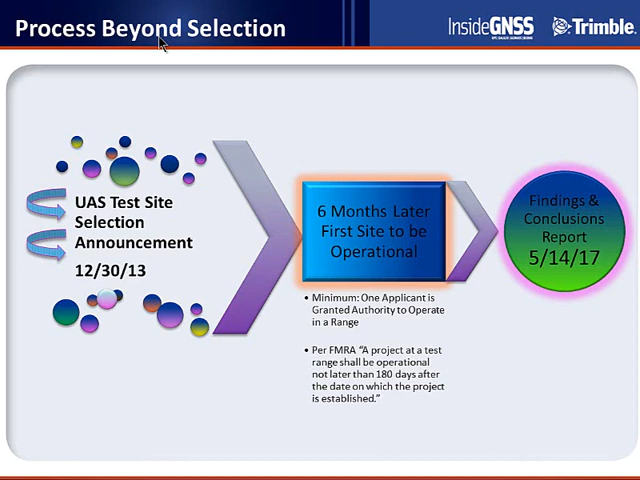 Process Beyond Selection
InsideGNSS
Trimble.
UAS Test Site
Selection
Announcement
12/30/13
6 Months Later
First Site to be
Operational
• Minimum: One Applicant is
Granted Authority to Operate
in a Range
• Per FMRA “A project at a test
range shall be operational
not later than 180 days after
the date on which the project
is established.”
Findings &
Conclusions
Report
5/14/17